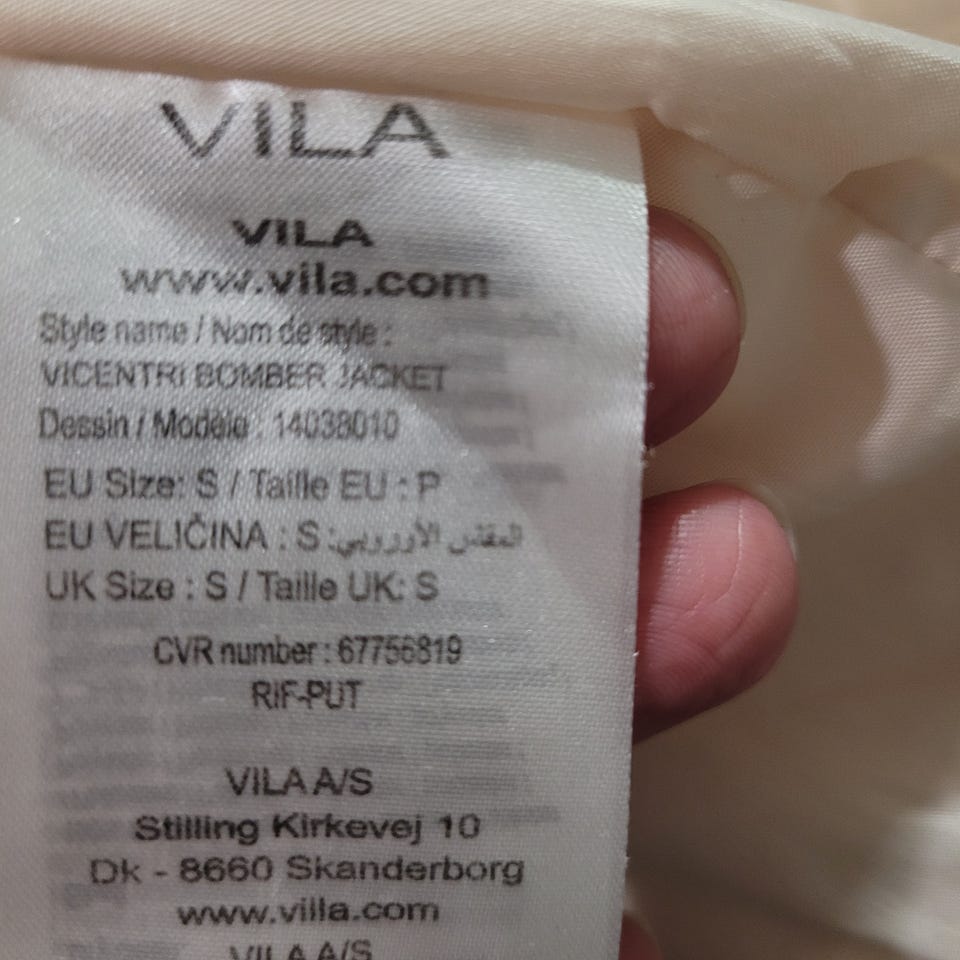 VILA
VILA
www.vila.com
Style name / Nom de style :
VICENTRI BOMBER JACKET
Dessin / Modèle : 14038010
EU Size: S / Taille EU : P
EU VELIČINA : S :المقاس الأوروبي
UK Size : S / Taille UK: S
CVR number : 67756819
RIF-PUT
VILA A/S
Stilling Kirkevej 10
Dk - 8660 Skanderborg
www.vila.com
VILA A/S